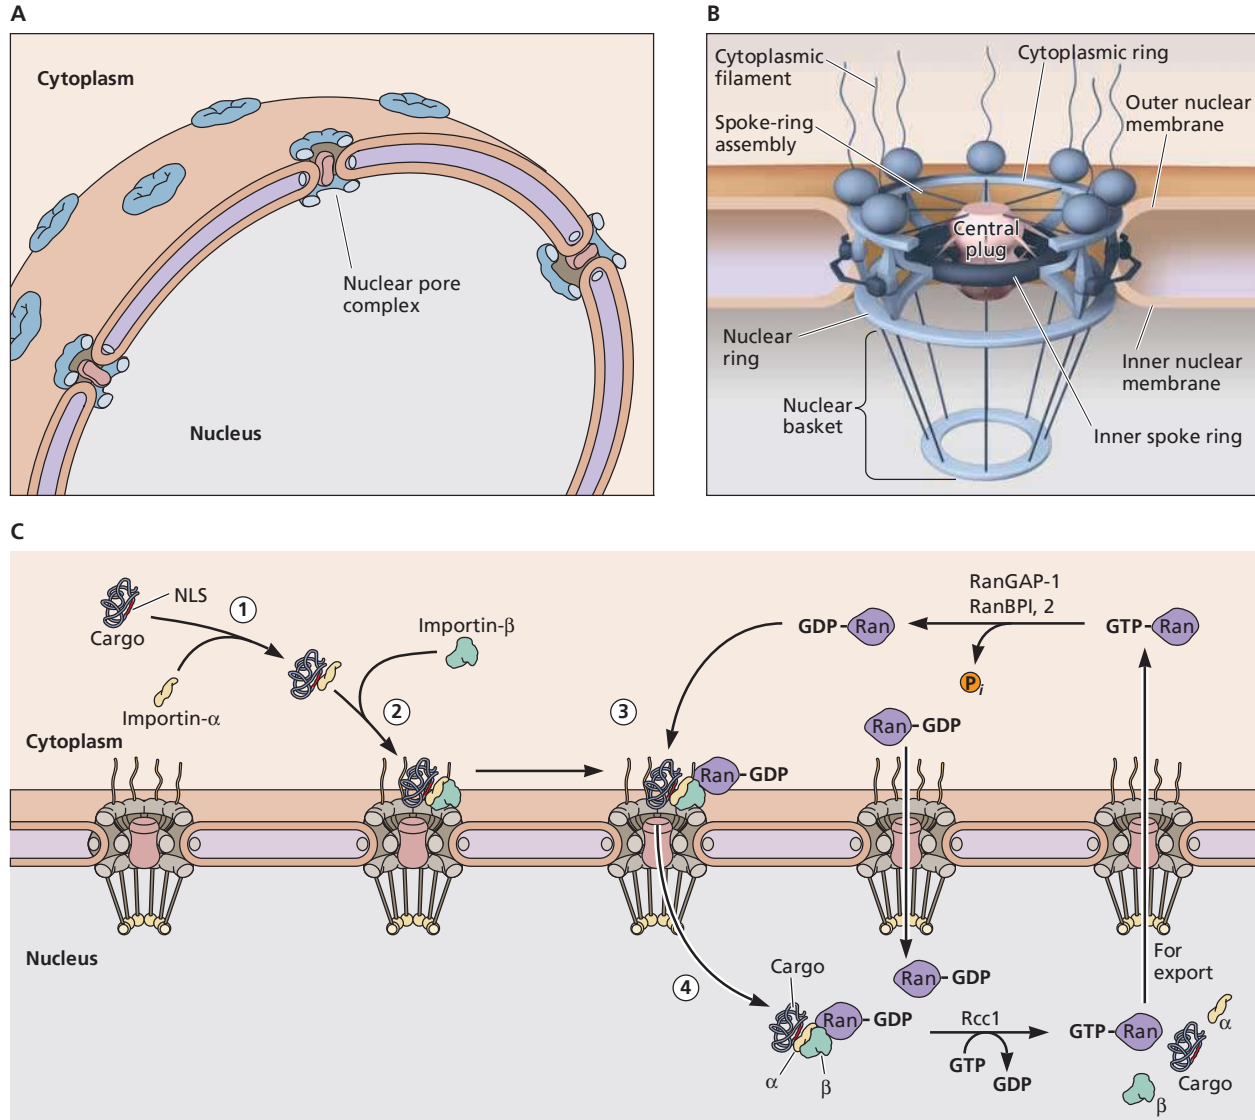 A
Cytoplasm
Nuclear pore
complex
Nucleus
B
Cytoplasmic
filament
Cytoplasmic ring
Spoke-ring
assembly
Outer nuclear
membrane
Central
plug
Nuclear
ring
Inner nuclear
membrane
Nuclear
basket
Inner spoke ring
C
NLS
Cargo
1
Importin-α
Importin-β
2
Cytoplasm
3
RanGAP-1
RanBPI, 2
GDP-Ran
GTP-Ran
Pi
Ran-GDP
Ran-GDP
Nucleus
4
Cargo
Ran-GDP
Ran-GDP
α
β
Rcc1
GTP
GDP
For
export
GTP-Ran
α
Cargo
β